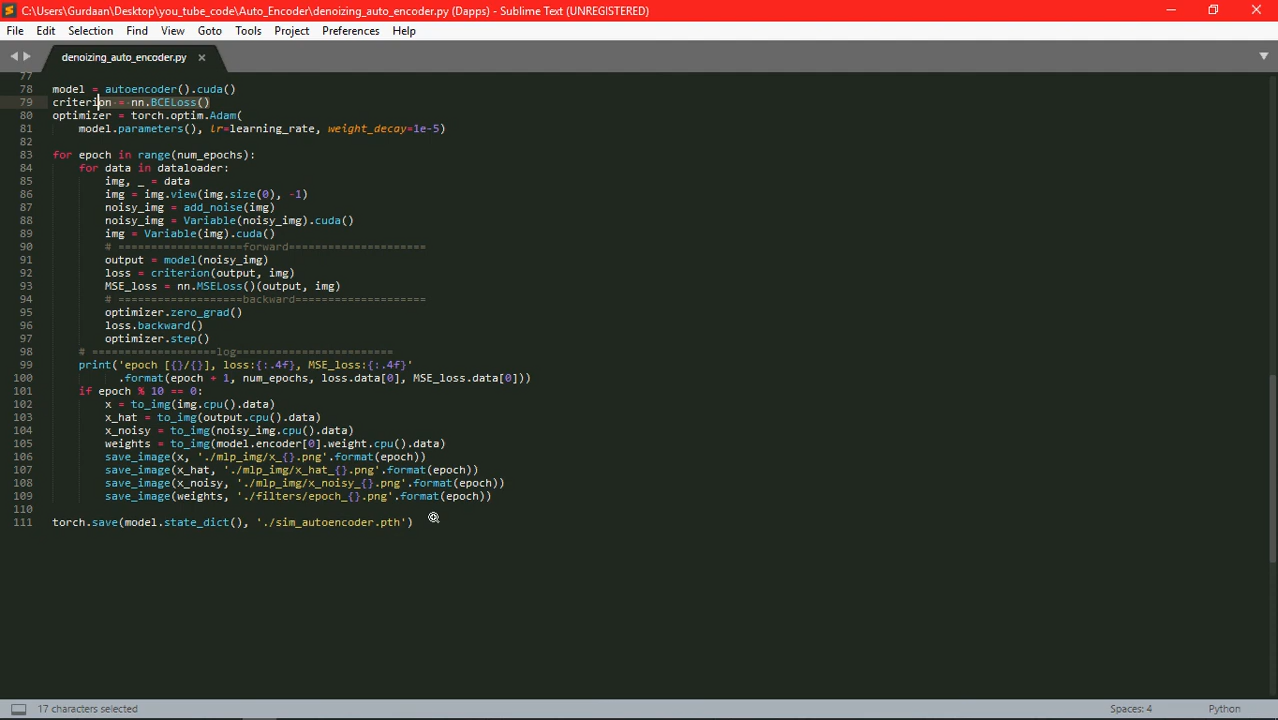 C:\Users\Gurdaan\Desktop\you_tube_code\Auto_Encoder\denoizing_auto_encoder.py (Dapps) - Sublime Text (UNREGISTERED)
File Edit Selection Find View Goto Tools Project Preferences Help
denoizing_auto_encoder.py
77
78 model = autoencoder().cuda()
79 criterion = nn.BCELoss()
80 optimizer = torch.optim.Adam(
81     model.parameters(), lr=learning_rate, weight_decay=1e-5)
82
83 for epoch in range(num_epochs):
84     for data in dataloader:
85         img, _ = data
86         img = img.view(img.size(0), -1)
87         noisy_img = add_noise(img)
88         noisy_img = Variable(noisy_img).cuda()
89         img = Variable(img).cuda()
90         # ===================forward=====================
91         output = model(noisy_img)
92         loss = criterion(output, img)
93         MSE_loss = nn.MSELoss()(output, img)
94         # ===================backward====================
95         optimizer.zero_grad()
96         loss.backward()
97         optimizer.step()
98     # ===================log========================
99     print('epoch [{}/{}], loss:{:.4f}, MSE_loss:{:.4f}'
100           .format(epoch + 1, num_epochs, loss.data[0], MSE_loss.data[0]))
101     if epoch % 10 == 0:
102         x = to_img(img.cpu().data)
103         x_hat = to_img(output.cpu().data)
104         x_noisy = to_img(noisy_img.cpu().data)
105         weights = to_img(model.encoder[0].weight.cpu().data)
106         save_image(x, './mlp_img/x_{}.png'.format(epoch))
107         save_image(x_hat, './mlp_img/x_hat_{}.png'.format(epoch))
108         save_image(x_noisy, './mlp_img/x_noisy_{}.png'.format(epoch))
109         save_image(weights, './filters/epoch_{}.png'.format(epoch))
110
111 torch.save(model.state_dict(), './sim_autoencoder.pth')
17 characters selected Spaces: 4 Python